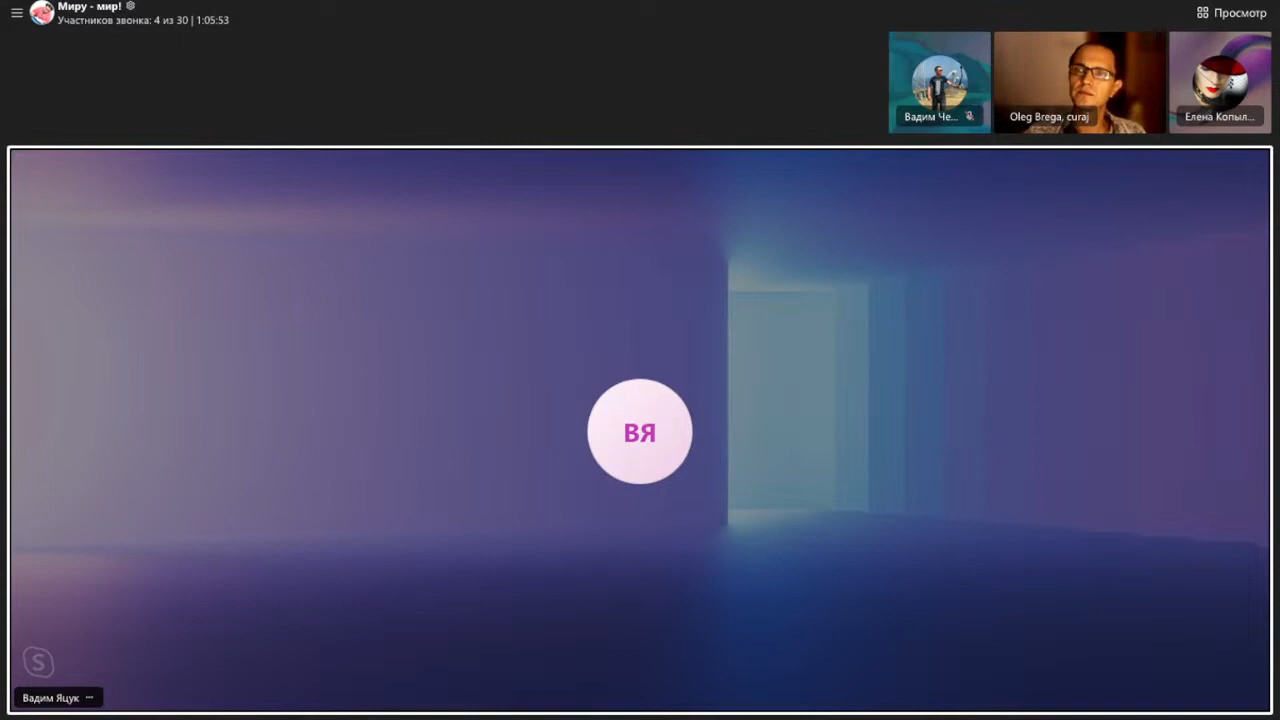 Миру - мир!
Участников звонка: 4 из 30 | 1:05:53
Просмотр
Вадим Че...
Oleg Brega, curaj
Елена Копыл...
ВЯ
S
Вадим Яцук ...